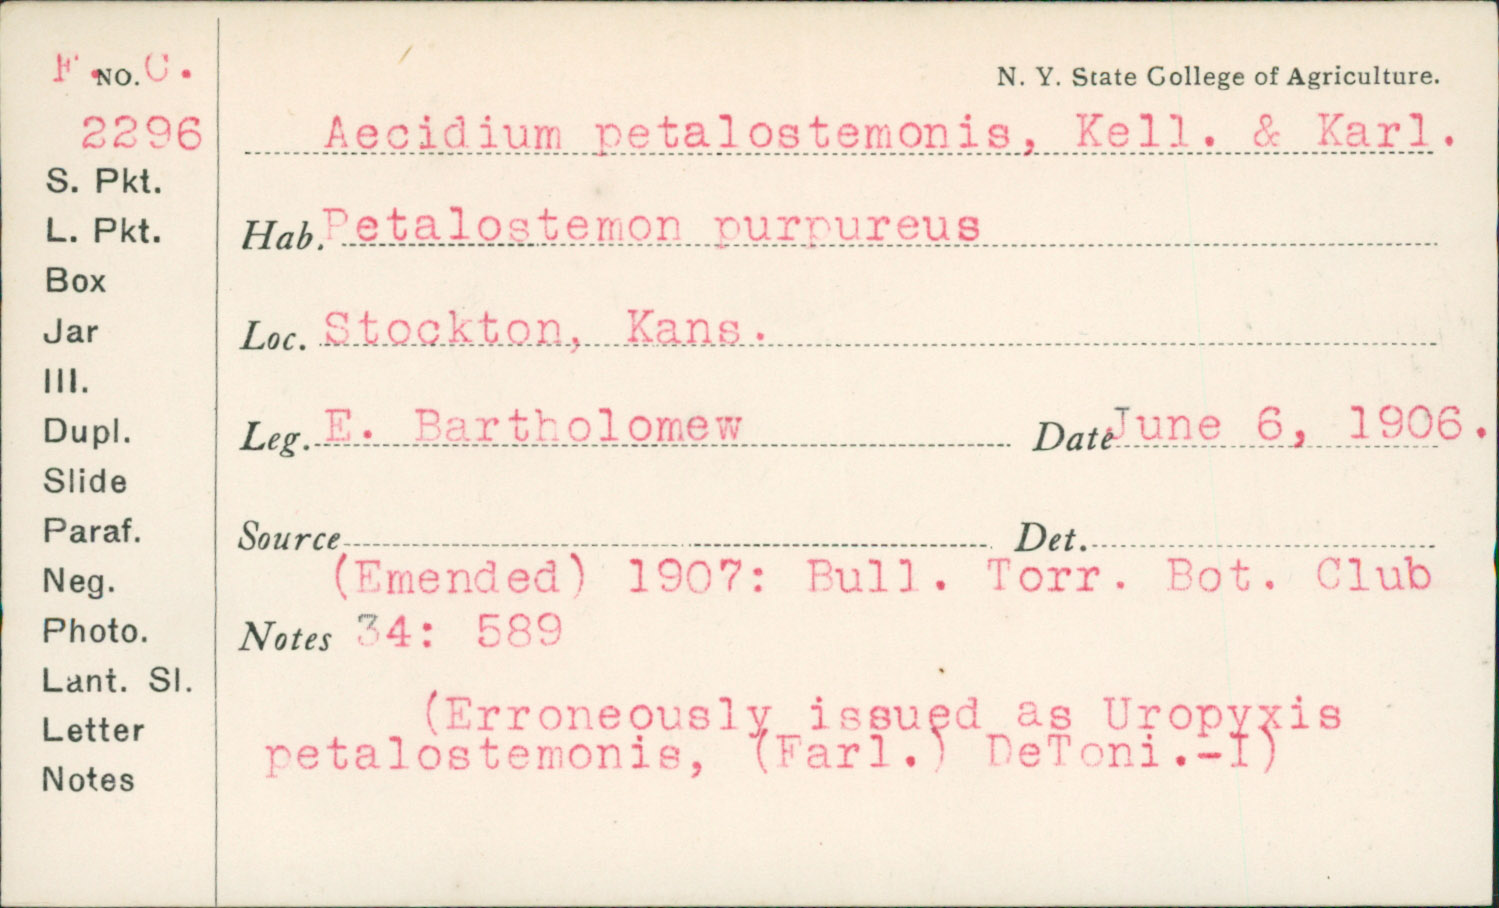 F. NO. C.
2296
S. Pkt.
L. Pkt.
Box
Jar
Ill.
Dupl.
Slide
Paraf.
Neg.
Photo.
Lant. Sl.
Letter
Notes
N. Y. State College of Agriculture.
Aecidium petalostemonis, Kell. & Karl.
Hab. Petalostemon purpureus
Loc. Stockton, Kans.
Leg. E. Bartholomew Date June 6, 1906.
Source Det.
(Emended) 1907: Bull. Torr. Bot. Club
Notes 34: 589
(Erroneously issued as Uropyxis
petalostemonis, (Farl.) DeToni.-I)